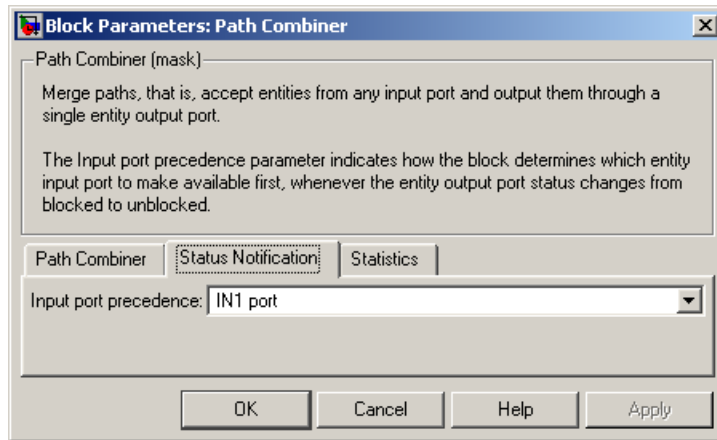 Block Parameters: Path Combiner
Path Combiner (mask)
Merge paths, that is, accept entities from any input port and output them through a
single entity output port.
The Input port precedence parameter indicates how the block determines which entity
input port to make available first, whenever the entity output port status changes from
blocked to unblocked.
Path Combiner Status Notification Statistics
Input port precedence: IN1 port
OK Cancel Help Apply